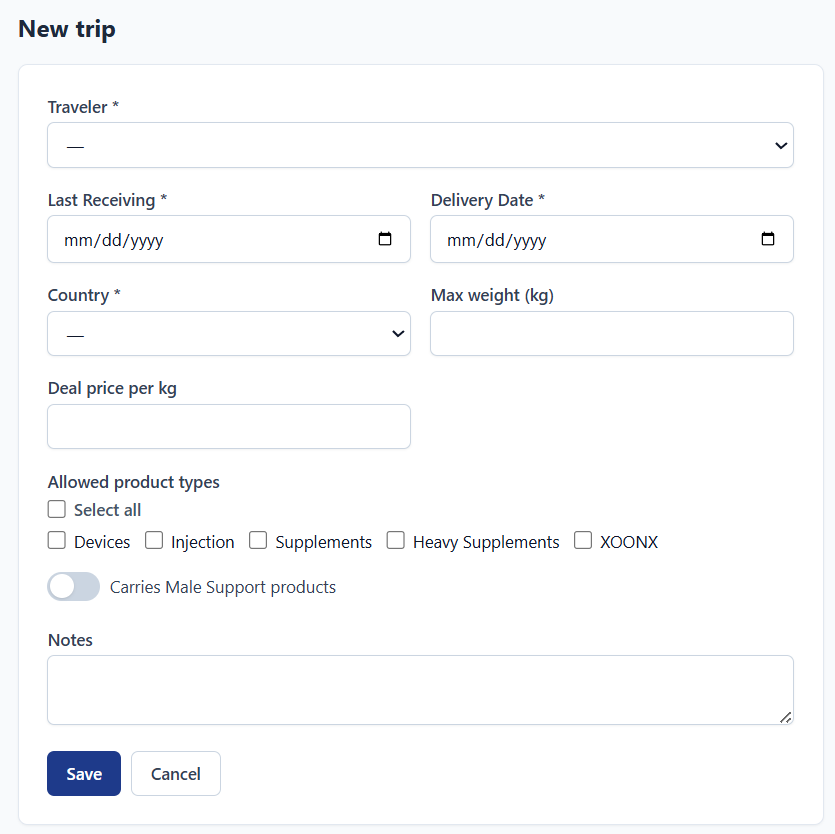 New trip
Traveler *
—
Last Receiving * Delivery Date *
mm/dd/yyyy mm/dd/yyyy
Country * Max weight (kg)
—
Deal price per kg
Allowed product types
Select all
Devices Injection Supplements Heavy Supplements XOONX
Carries Male Support products
Notes
Save Cancel